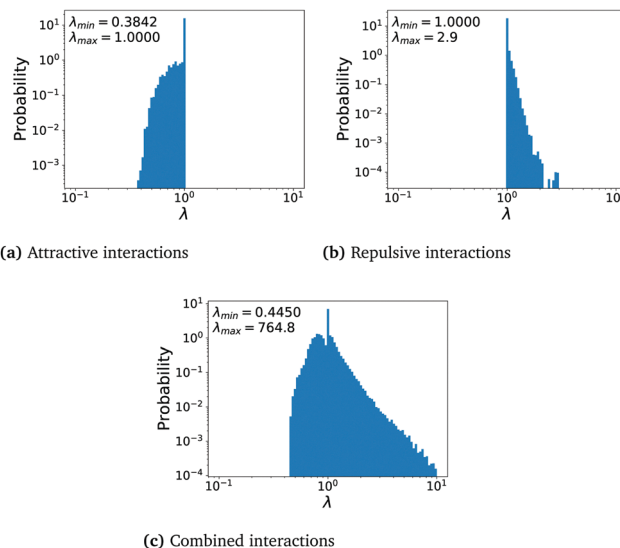 λmin = 0.3842
λmax = 1.0000
Probability
10¹
10⁰
10⁻¹
10⁻²
10⁻³
10⁻¹ 10⁰ 10¹
λ
(a) Attractive interactions
λmin = 1.0000
λmax = 2.9
Probability
10¹
10⁰
10⁻¹
10⁻²
10⁻³
10⁻⁴
10⁻¹ 10⁰ 10¹
λ
(b) Repulsive interactions
λmin = 0.4450
λmax = 764.8
Probability
10¹
10⁰
10⁻¹
10⁻²
10⁻³
10⁻⁴
10⁻¹ 10⁰ 10¹
λ
(c) Combined interactions